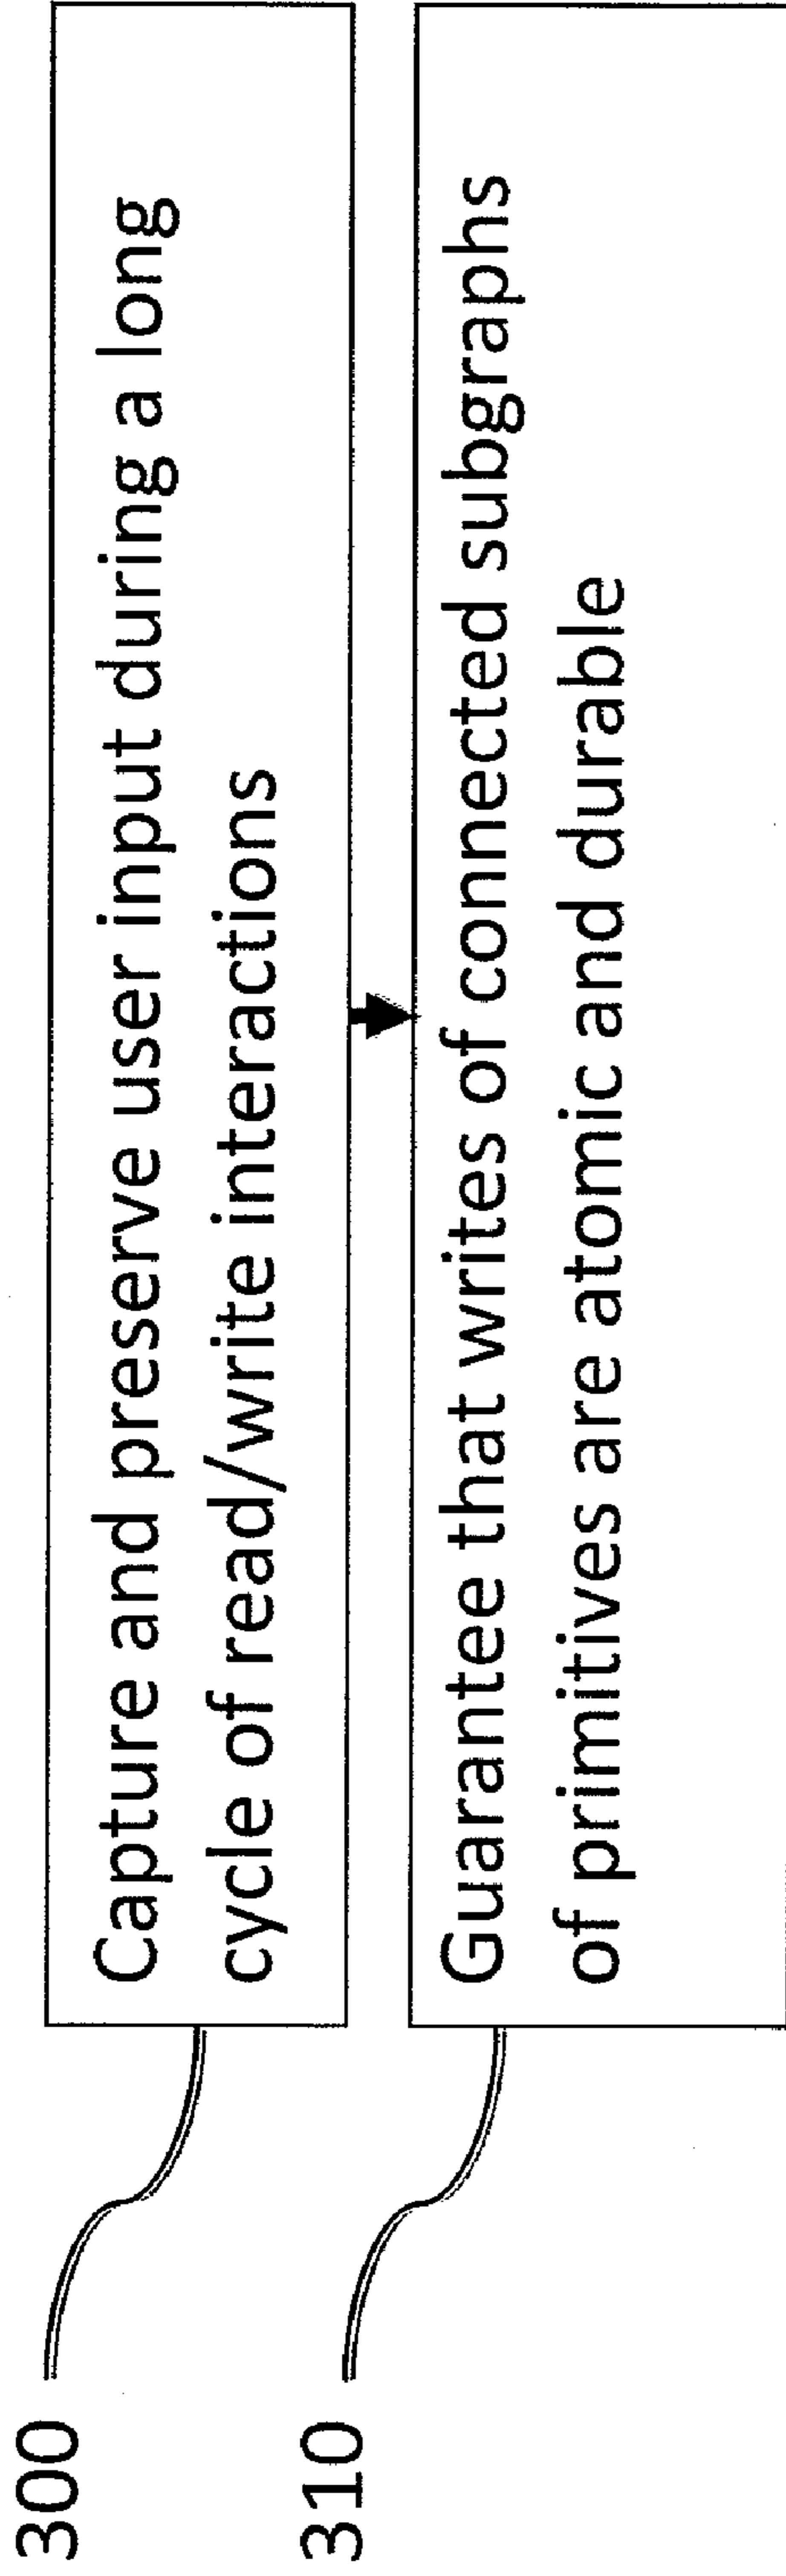 300
Capture and preserve user input during a long
cycle of read/write interactions
310
Guarantee that writes of connected subgraphs
of primitives are atomic and durable